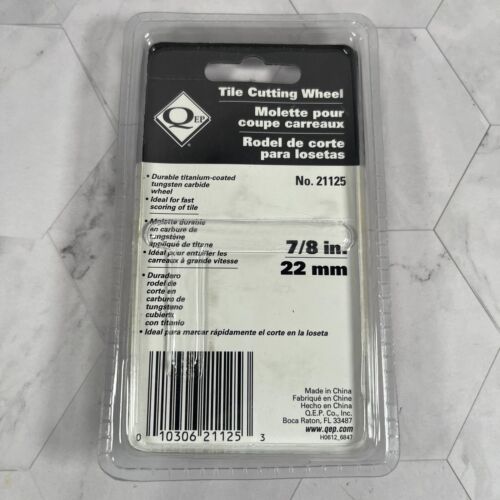 QEP
®
Tile Cutting Wheel
Molette pour
coupe carreaux
Rodel de corte
para losetas
No. 21125
• Durable titanium-coated
tungsten carbide
wheel
• Ideal for fast
scoring of tile
• Molette durable
en carbure de
tungstène
appliqué de titane
• Idéal pour entailler les
carreaux à grande vitesse
• Duradero
rodel de
corte en
carburo de
tungsteno
cubierto
con titanio
• Ideal para marcar rápidamente el corte en la loseta
7/8 in.
22 mm
0 10306 21125 3
Made in China
Fabriqué en Chine
Hecho en China
Q.E.P. Co., Inc.
Boca Raton, FL 33487
www.qep.com
H0612_6847